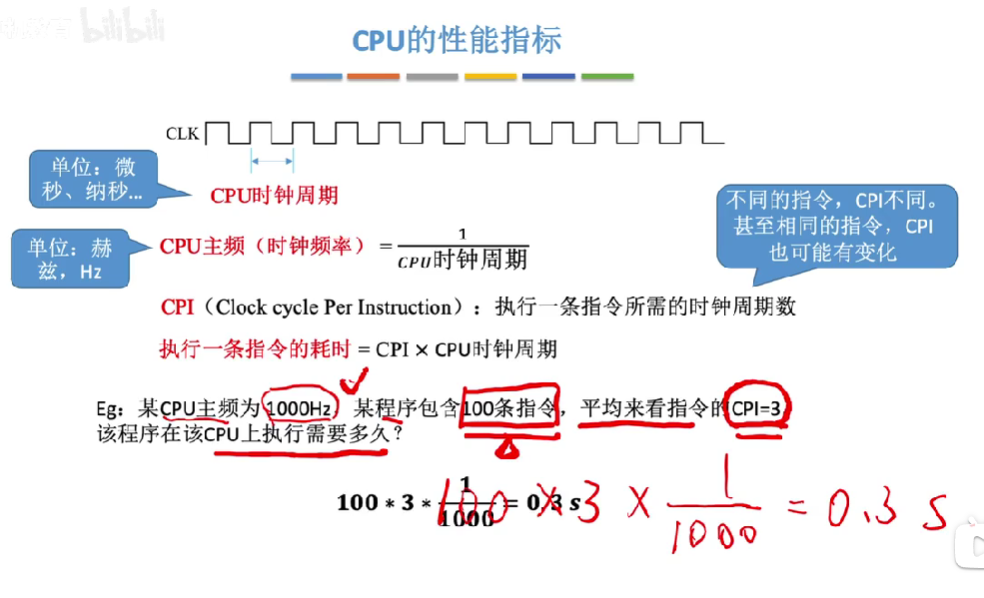 bilibili
CPU的性能指标
CLK
单位：微
秒、纳秒...
CPU时钟周期
不同的指令，CPI不同。
甚至相同的指令，CPI
也可能有变化
单位：赫
兹，Hz
CPU主频（时钟频率）= 1 / CPU时钟周期
CPI（Clock cycle Per Instruction）：执行一条指令所需的时钟周期数
执行一条指令的耗时 = CPI × CPU时钟周期
Eg：某CPU主频为1000Hz，某程序包含100条指令，平均来看指令的CPI=3
该程序在该CPU上执行需要多久？
100 * 3 * 1 / 1000 = 0.3 s
100 × 3 × 1 / 1000 = 0.3 s